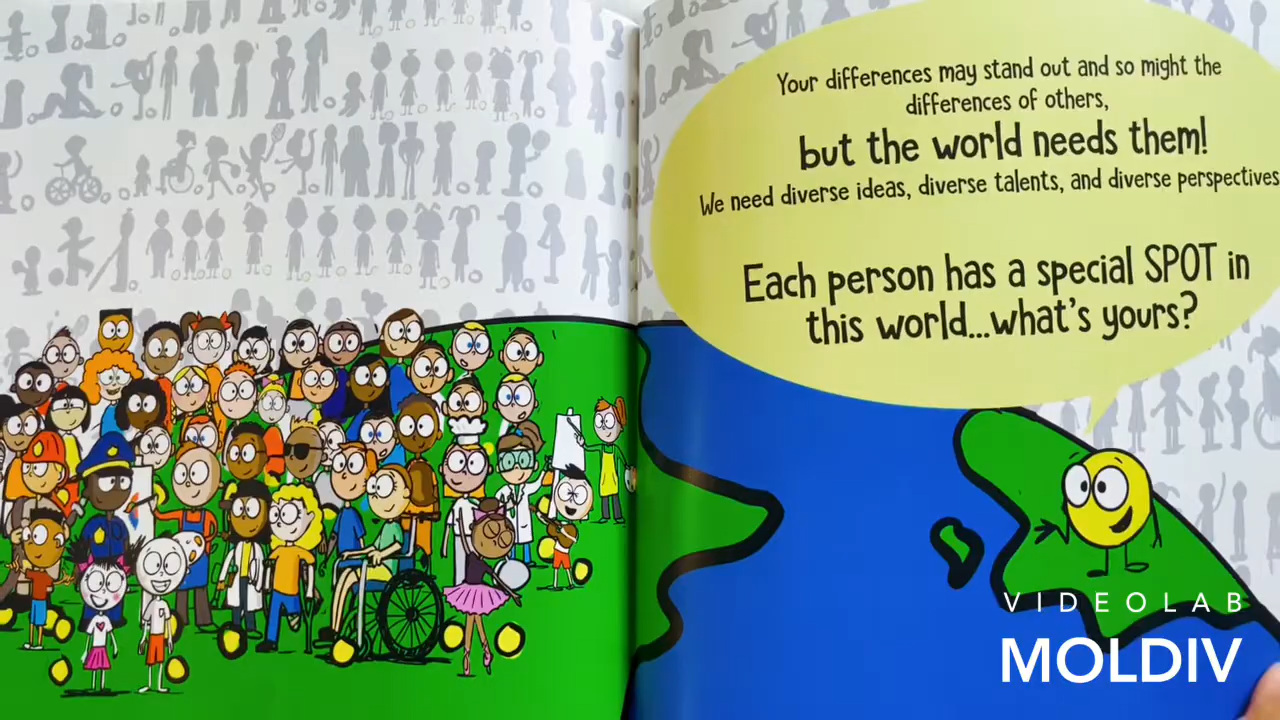 Your differences may stand out and so might the
differences of others,
but the world needs them!
We need diverse ideas, diverse talents, and diverse perspectives
Each person has a special SPOT in
this world...what's yours?
VIDEOLAB
MOLDIV